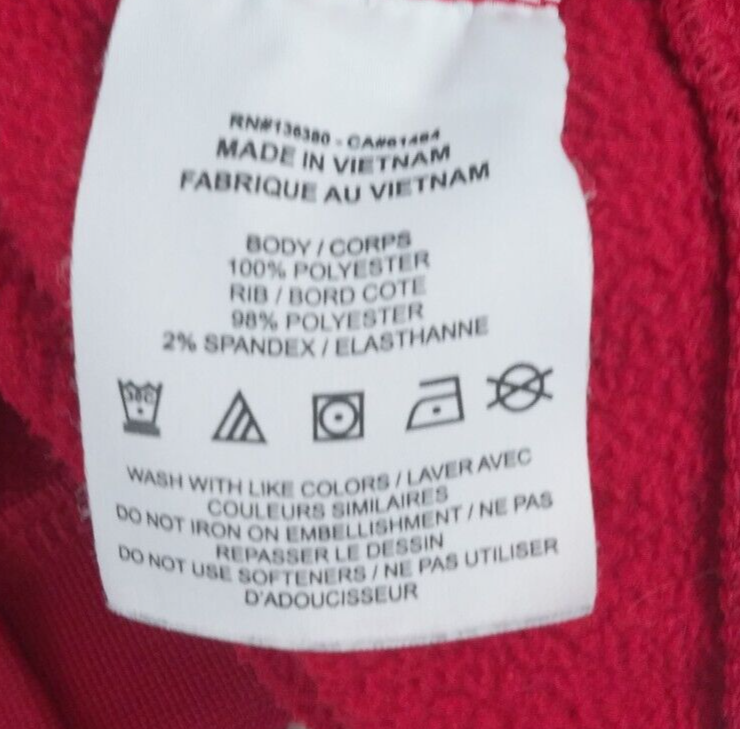 RN#136380 - CA#61464
MADE IN VIETNAM
FABRIQUE AU VIETNAM
BODY / CORPS
100% POLYESTER
RIB / BORD COTE
98% POLYESTER
2% SPANDEX / ELASTHANNE
WASH WITH LIKE COLORS / LAVER AVEC
COULEURS SIMILAIRES
DO NOT IRON ON EMBELLISHMENT / NE PAS
REPASSER LE DESSIN
DO NOT USE SOFTENERS / NE PAS UTILISER
D'ADOUCISSEUR